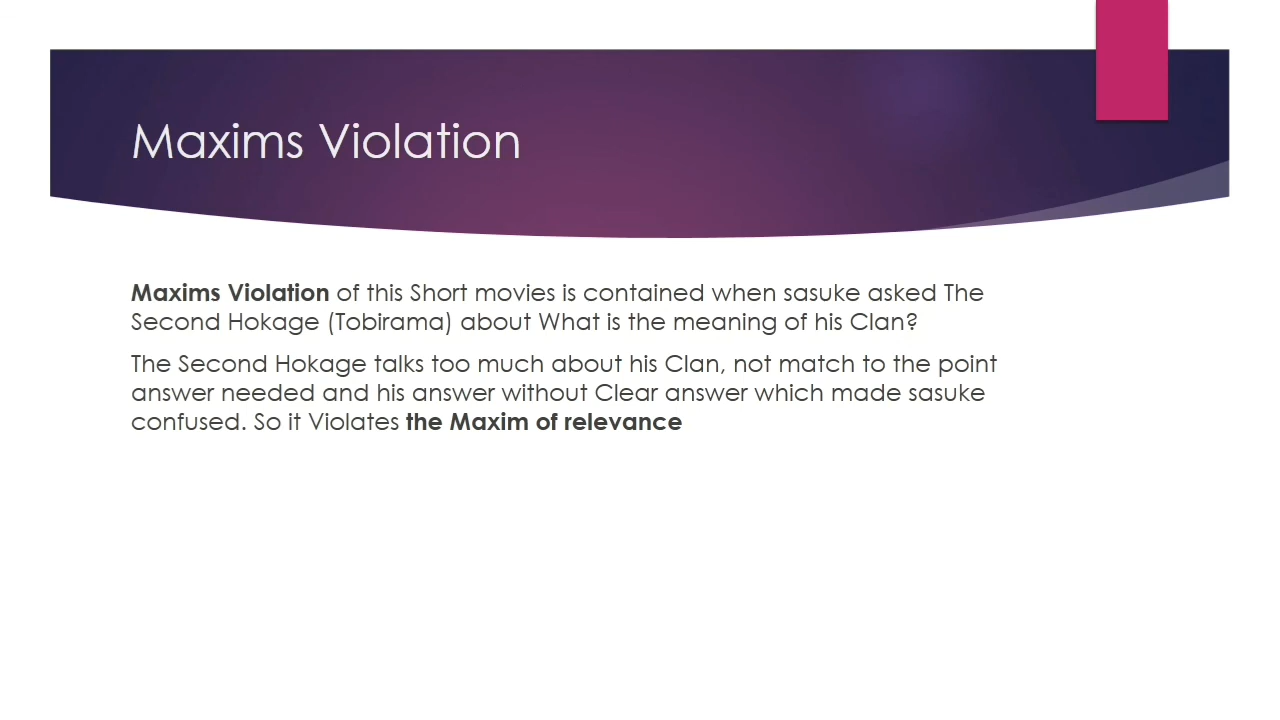 Maxims Violation
Maxims Violation of this Short movies is contained when sasuke asked The
Second Hokage (Tobirama) about What is the meaning of his Clan?
The Second Hokage talks too much about his Clan, not match to the point
answer needed and his answer without Clear answer which made sasuke
confused. So it Violates the Maxim of relevance